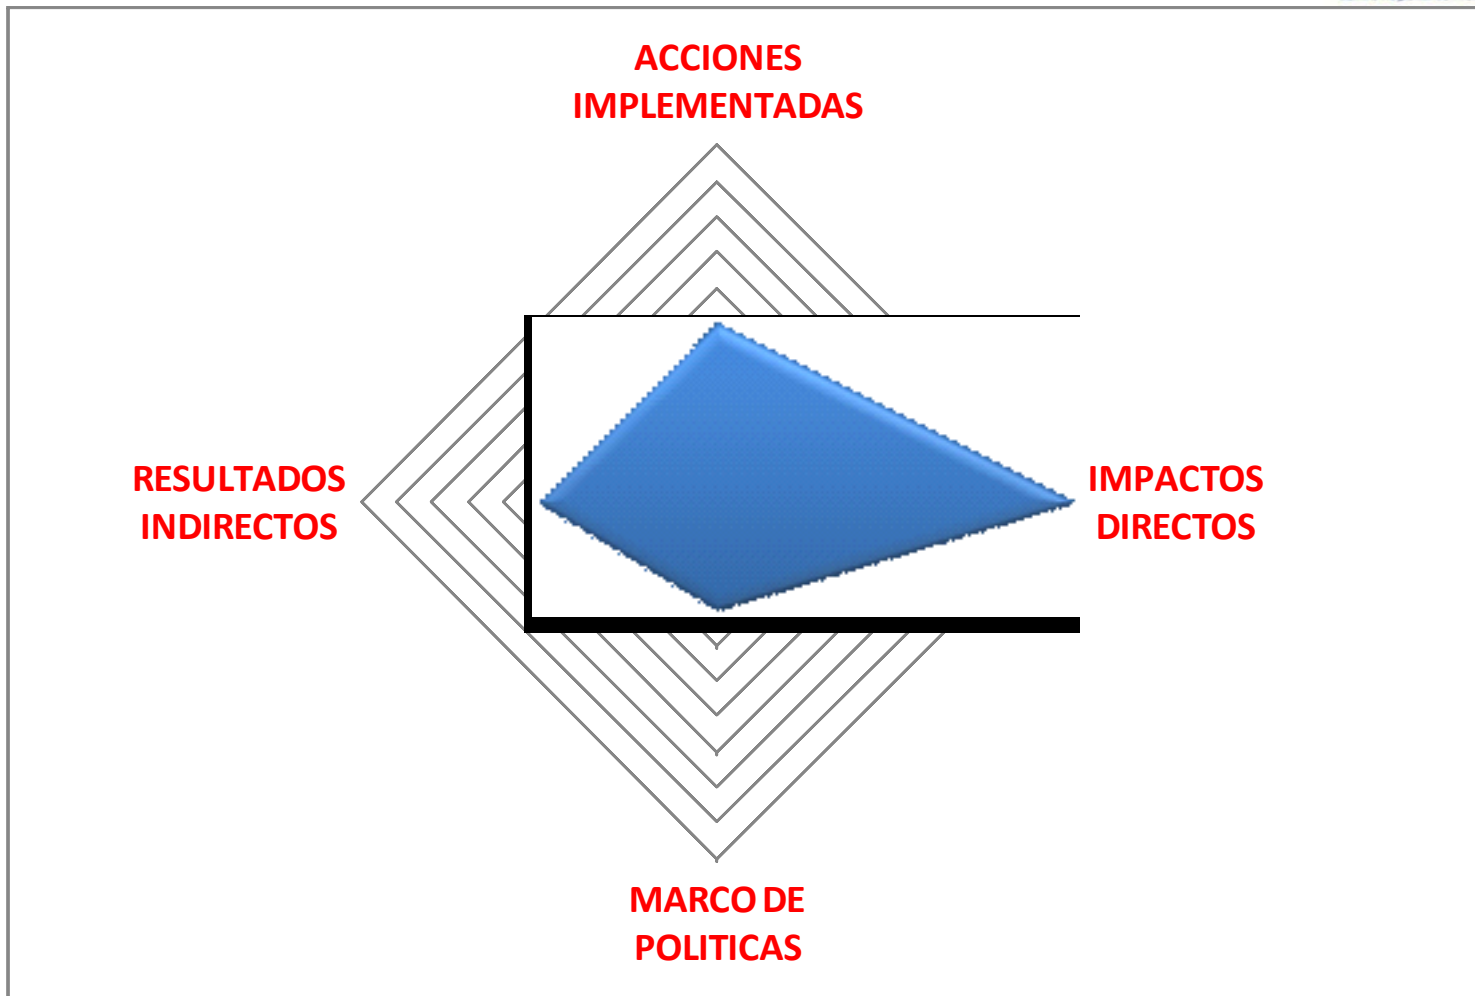 ACCIONES
IMPLEMENTADAS
RESULTADOS
INDIRECTOS
IMPACTOS
DIRECTOS
MARCO DE
POLITICAS